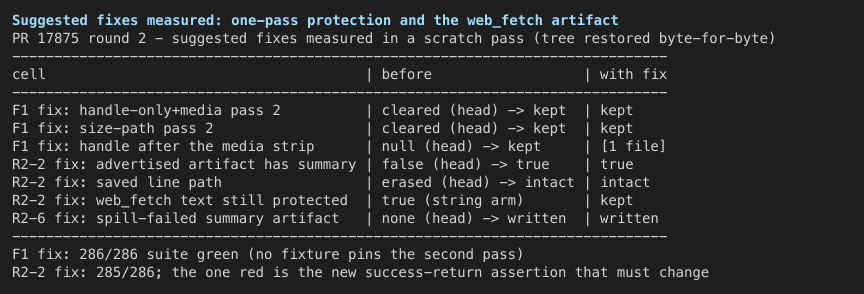 Suggested fixes measured: one-pass protection and the web_fetch artifact
PR 17875 round 2 - suggested fixes measured in a scratch pass (tree restored byte-for-byte)
cell | before | with fix
F1 fix: handle-only+media pass 2 | cleared (head) -> kept | kept
F1 fix: size-path pass 2 | cleared (head) -> kept | kept
F1 fix: handle after the media strip | null (head) -> kept | [1 file]
R2-2 fix: advertised artifact has summary | false (head) -> true | true
R2-2 fix: saved line path | erased (head) -> intact | intact
R2-2 fix: web_fetch text still protected | true (string arm) | kept
R2-6 fix: spill-failed summary artifact | none (head) -> written | written
F1 fix: 286/286 suite green (no fixture pins the second pass)
R2-2 fix: 285/286; the one red is the new success-return assertion that must change